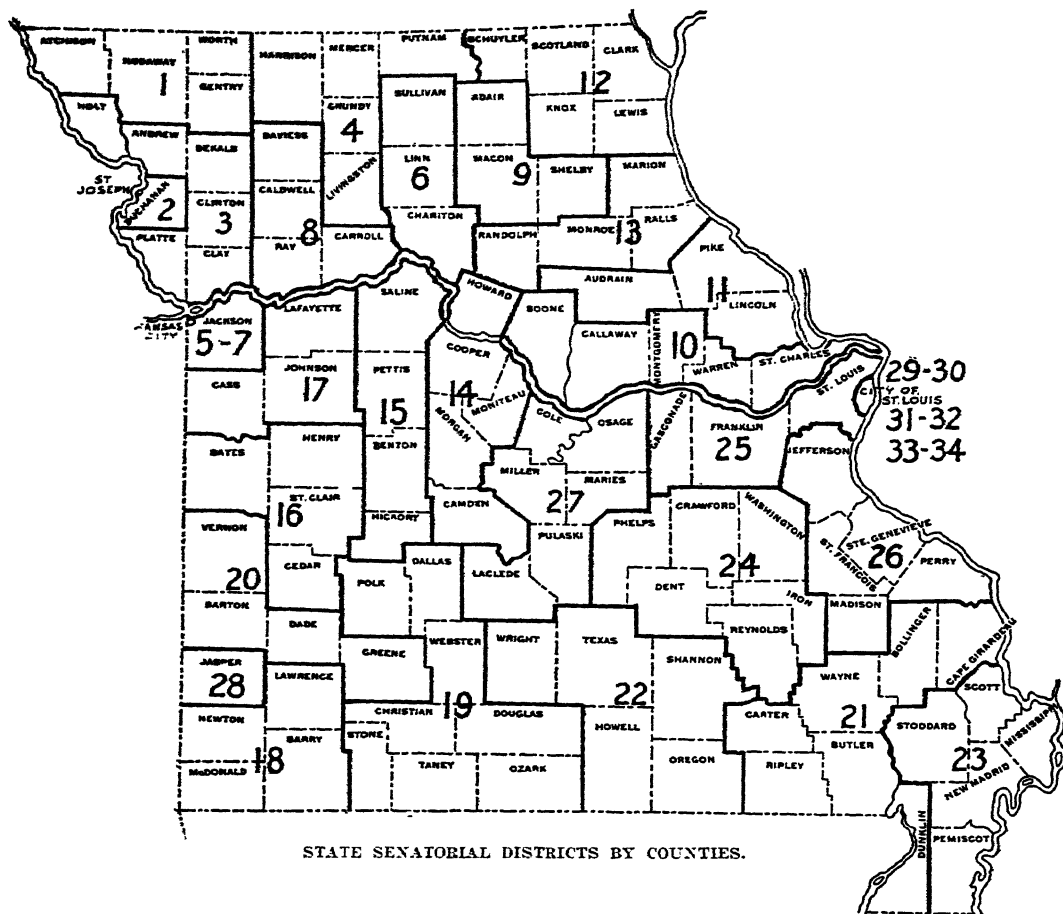 ATCHISON
NODAWAY
WORTH
HARRISON
MERCER
PUTNAM
SCHUYLER
SCOTLAND
CLARK
1
GENTRY
GRUNDY
4
SULLIVAN
ADAIR
12
KNOX
LEWIS
HOLT
ANDREW
DEKALB
DAVIESS
LIVINGSTON
LINN
6
MACON
9
SHELBY
MARION
ST
JOSEPH
BUCHANAN
2
CLINTON
3
CALDWELL
8
CHARITON
RANDOLPH
MONROE
13
RALLS
PLATTE
CLAY
RAY
CARROLL
PIKE
SALINE
HOWARD
AUDRAIN
11
LINCOLN
KANSAS
CITY
JACKSON
5-7
LAFAYETTE
BOONE
CALLAWAY
MONTGOMERY
10
WARREN
ST. CHARLES
ST. LOUIS
CITY OF
ST. LOUIS
29-30
31-32
33-34
CASS
JOHNSON
17
PETTIS
15
COOPER
14
MONITEAU
MORGAN
COLE
OSAGE
GASCONADE
FRANKLIN
25
JEFFERSON
BATES
HENRY
BENTON
MILLER
27
MARIES
ST. CLAIR
16
HICKORY
CAMDEN
PULASKI
PHELPS
CRAWFORD
WASHINGTON
STE. GENEVIEVE
ST. FRANCOIS
26
PERRY
VERNON
20
CEDAR
POLK
DALLAS
LACLEDE
DENT
24
IRON
MADISON
BOLLINGER
CAPE GIRARDEAU
BARTON
DADE
GREENE
WEBSTER
WRIGHT
TEXAS
REYNOLDS
SHANNON
WAYNE
JASPER
28
LAWRENCE
CHRISTIAN
19
DOUGLAS
22
HOWELL
CARTER
21
BUTLER
STODDARD
SCOTT
MISSISSIPPI
23
NEW MADRID
NEWTON
18
BARRY
STONE
TANEY
OZARK
OREGON
RIPLEY
McDONALD
DUNKLIN
PEMISCOT
STATE SENATORIAL DISTRICTS BY COUNTIES.